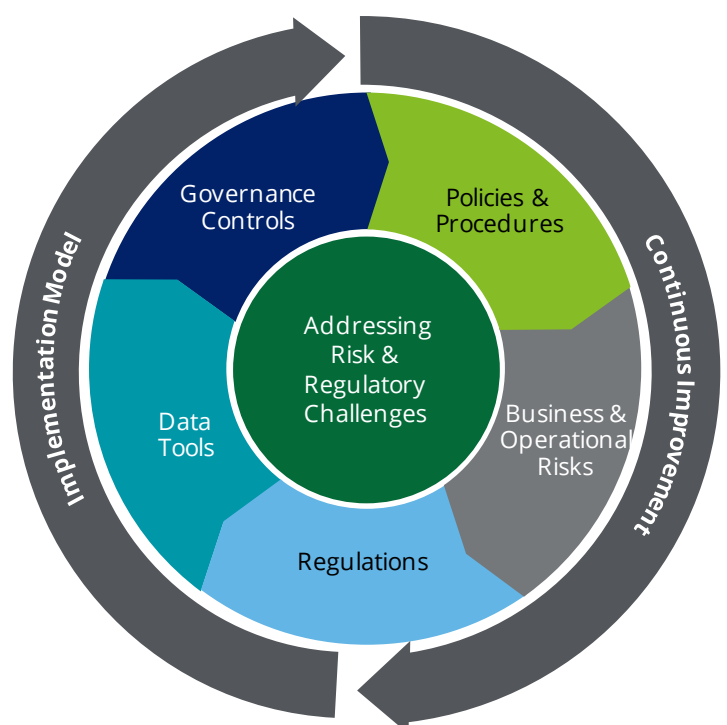 Governance
Controls
Policies &
Procedures
Implementation Model
Continuous Improvement
Addressing
Risk &
Regulatory
Challenges
Data
Tools
Business &
Operational
Risks
Regulations